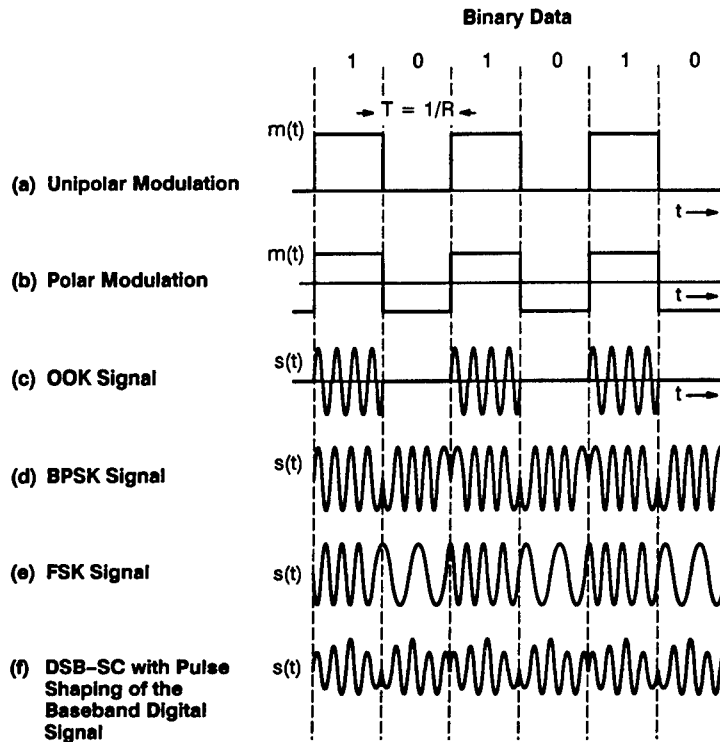 Binary Data
1 0 1 0 1 0
T = 1/R
m(t)
(a) Unipolar Modulation
t
m(t)
(b) Polar Modulation
t
s(t)
(c) OOK Signal
t
(d) BPSK Signal
s(t)
(e) FSK Signal
s(t)
(f) DSB-SC with Pulse
s(t)
Shaping of the
Baseband Digital
Signal